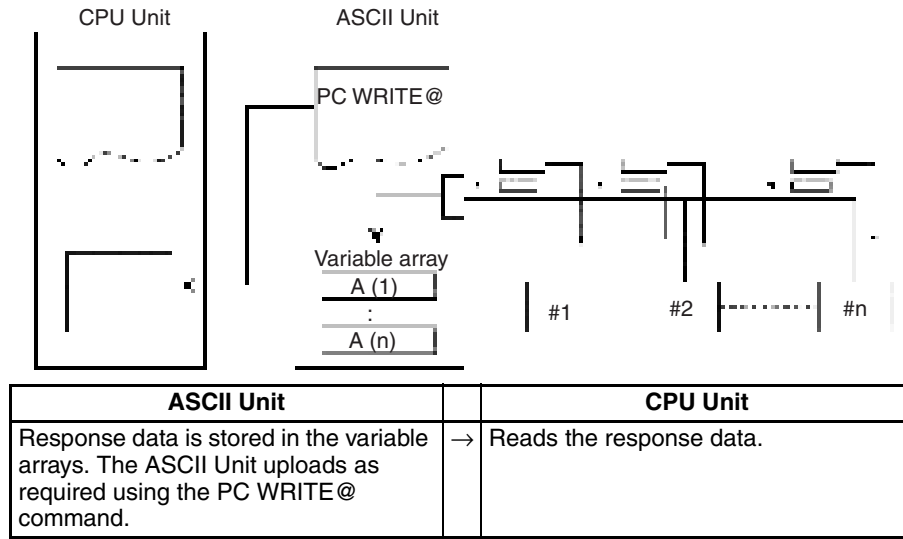 CPU Unit
ASCII Unit
PC WRITE@
Variable array
A (1)
:
A (n)
#1
#2
#n
ASCII Unit
CPU Unit
Response data is stored in the variable
arrays. The ASCII Unit uploads as
required using the PC WRITE@
command.
→
Reads the response data.